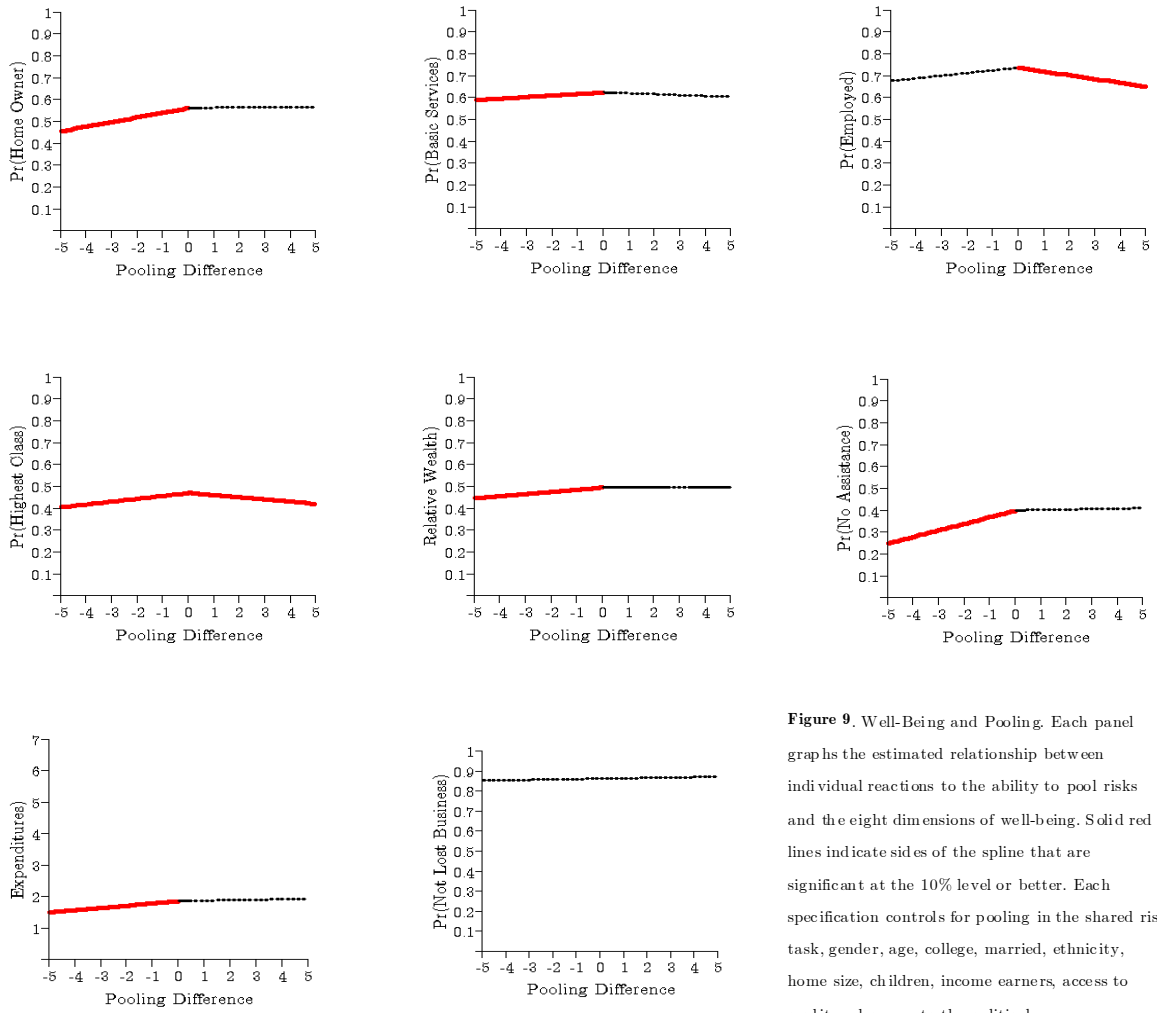 1
0.9
0.8
0.7
0.6
0.5
0.4
0.3
0.2
0.1
Pr(Home Owner)
-5 -4 -3 -2 -1 0 1 2 3 4 5
Pooling Difference
1
0.9
0.8
0.7
0.6
0.5
0.4
0.3
0.2
0.1
Pr(Basic Services)
-5 -4 -3 -2 -1 0 1 2 3 4 5
Pooling Difference
1
0.9
0.8
0.7
0.6
0.5
0.4
0.3
0.2
0.1
Pr(Employed)
-5 -4 -3 -2 -1 0 1 2 3 4 5
Pooling Difference
1
0.9
0.8
0.7
0.6
0.5
0.4
0.3
0.2
0.1
Pr(Highest Class)
-5 -4 -3 -2 -1 0 1 2 3 4 5
Pooling Difference
1
0.9
0.8
0.7
0.6
0.5
0.4
0.3
0.2
0.1
Relative Wealth)
-5 -4 -3 -2 -1 0 1 2 3 4 5
Pooling Difference
1
0.9
0.8
0.7
0.6
0.5
0.4
0.3
0.2
0.1
Pr(No Assistance)
-5 -4 -3 -2 -1 0 1 2 3 4 5
Pooling Difference
7
6
5
4
3
2
1
Expenditures)
-5 -4 -3 -2 -1 0 1 2 3 4 5
Pooling Difference
1
0.9
0.8
0.7
0.6
0.5
0.4
0.3
0.2
0.1
Pr(Not Lost Business)
-5 -4 -3 -2 -1 0 1 2 3 4 5
Pooling Difference
Figure 9. Well-Being and Pooling. Each panel
graphs the estimated relationship between
individual reactions to the ability to pool risks
and the eight dimensions of well-being. Solid red
lines indicate sides of the spline that are
significant at the 10% level or better. Each
specification controls for pooling in the shared ris
task, gender, age, college, married, ethnicity,
home size, children, income earners, access to